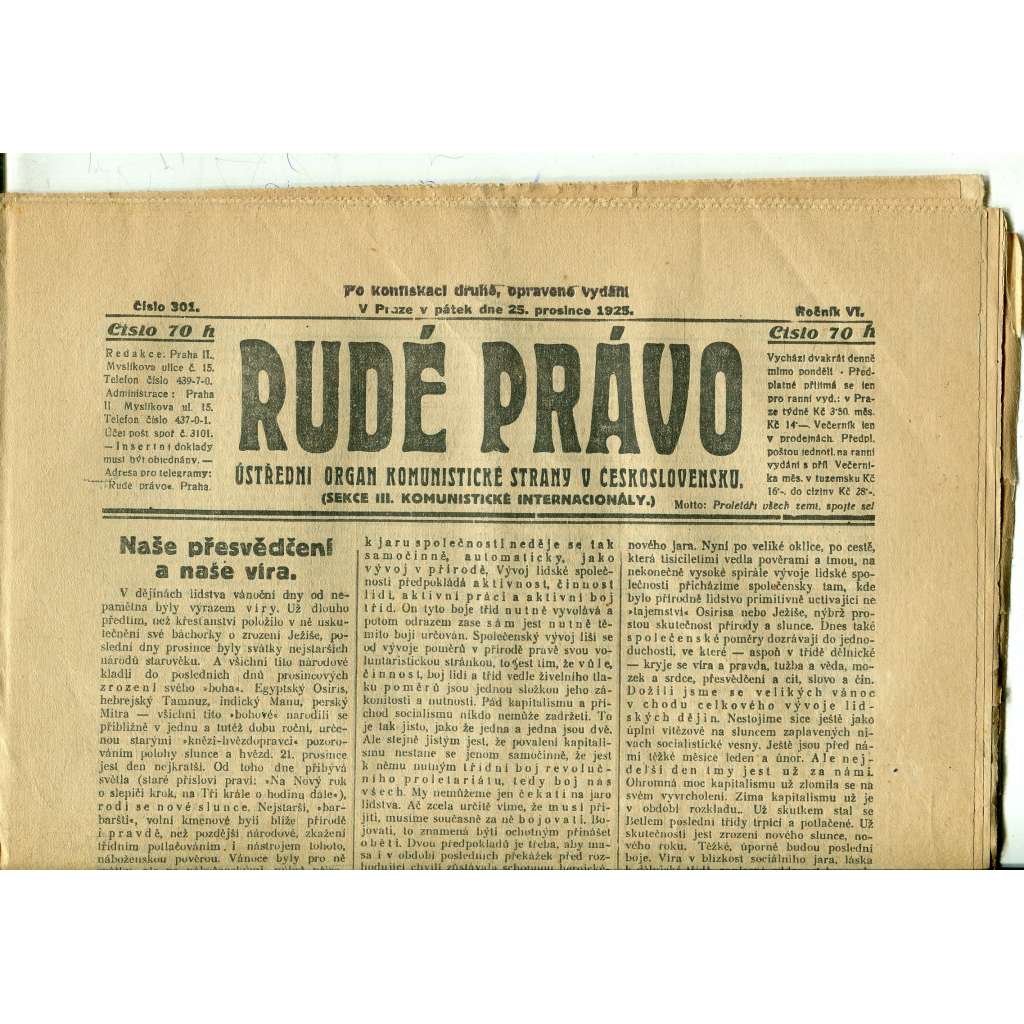 Po konfiskaci druhé, opravené vydání
Číslo 301.
V Praze v pátek dne 25. prosince 1925.
Ročník VI.
Číslo 70 h
Redakce: Praha II.,
Myslíkova ulice č. 15.
Telefon číslo 439-7-0.
Administrace: Praha
II. Myslíkova ul. 15.
Telefon číslo 437-0-1.
Účet pošt. spoř č. 3101.
— Insertní doklady
musí být objednány. —
Adresa pro telegramy:
Rudé právo«, Praha.
RUDÉ PRÁVO
ÚSTŘEDNI ORGAN KOMUNISTICKÉ STRANY V ČESKOSLOVENSKU.
(SEKCE III. KOMUNISTICKÉ INTERNACIONÁLY.)
Číslo 70 h
Vychází dvakrát denně
mimo pondělí · Před-
platné přijímá se jen
pro ranní vyd.: v Pra-
ze týdně Kč 3'50, měs.
Kč 14·—. Večerník jen
v prodejnách. Předpl.
poštou jednotl. na ranní
vydání s příl Večerní-
ka měs. v tuzemsku Kč
16·-, do ciziny Kč 28·-.
Motto: Proletáři všech zemí, spojte se!
Naše přesvědčení
a naše víra.
V dějinách lidstva vánoční dny od ne-
pamětna byly výrazem víry. Už dlouho
předtím, než křesťanství položilo v ně usku-
tečnění své báchorky o zrození Ježíše, po-
slední dny prosince byly svátky nejstarších
národů starověku. A všichni tito národové
kladli do posledních dnů prosincových
zrození svého »boha«. Egyptský Osiris,
hebrejský Tamnuz, indický Manu, perský
Mitra — všichni tito »bohové« narodili se
přibližně v jednu a tutéž dobu roční, urče-
nou starými »knězi-hvězdopravci« pozoro-
váním polohy slunce a hvězd. 21. prosince
jest den nejkratší. Od toho dne přibývá
světla (staré přísloví praví: »Na Nový rok
o slepičí krok, na Tři krále o hodinu dále«),
rodí se nové slunce. Nejstarší, »bar-
barští«, volní kmenové byli blíže přírodě
i pravdě, než pozdější národové, zkažení
třídním potlačováním, i nástrojem tohoto,
náboženskou pověrou. Vánoce byly pro ně
k jaru společnosti neděje se tak
samočinně, automaticky, jako
vývoj v přírodě. Vývoj lidské společ-
nosti předpokládá aktivnost, činnost
lidí, aktivní práci a aktivní boj
tříd. On tyto boje tříd nutně vyvolává a
potom odrazem zase sám jest nutně tě-
mito boji určován. Společenský vývoj liší se
od vývoje poměrů v přírodě pravě svou vo-
luntaristickou stránkou, to jest tím, že vůle,
činnost, boj lidí a tříd vedle živelného tla-
ku poměrů jsou jednou složkou jeho zá-
konitosti a nutnosti. Pád kapitalismu a pří-
chod socialismu nikdo nemůže zadržeti. To
je tak jisto, jako že jedna a jedna jsou dvě.
Ale stejně jistým jest, že povalení kapitali-
smu nestane se jenom samočinně, že jest
k němu nutným třídní boj revoluč-
ního proletariátu, tedy boj nás
všech. My nemůžeme jen čekati na jaro
lidstva. Ač zcela určitě víme, že musí při-
jíti, musíme současně za ně bojovati. Bo-
jovati, to znamená býti ochotným přinášet
oběti. Dvou předpokladů je třeba, aby ma-
sa i v období posledních překážek před roz-
hodující chvílí zůstávala schopnou heroické-
nového jara. Nyní po veliké oklice, po cestě,
která tisíciletími vedla pověrami a tmou, na
nekonečně vysoké spirále vývoje lidské spo-
lečnosti přicházíme společensky tam, kde
bylo přírodně lidstvo primitivně uctívající ne
»tajemství« Osirisa nebo Ježíše, nýbrž pro-
stou skutečnost přírody a slunce. Dnes také
společenské poměry dozrávají do jedno-
duchosti, ve které — aspoň v třídě dělnické
— kryje se víra a pravda, tužba a věda, mo-
zek a srdce, přesvědčení a cit, slovo a čin.
Dožili jsme se velikých vánoc
v chodu celkového vývoje lid-
ských dějin. Nestojíme sice ještě jako
úplní vítězové na sluncem zaplavených ni-
vách socialistické vesny. Ještě jsou před ná-
mi těžké měsíce leden a únor. Ale nej-
delší den tmy jest už za námi.
Ohromná moc kapitalismu už zlomila se na
svém vyvrcholení. Zima kapitalismu už je
v období rozkladu. Už skutkem stal se
Betlem poslední třídy trpící a potlačené. Už
skutečností jest zrození nového slunce, no-
vého roku. Těžké, úporné budou poslední
boje. Víra v blízkost sociálního jara, láska